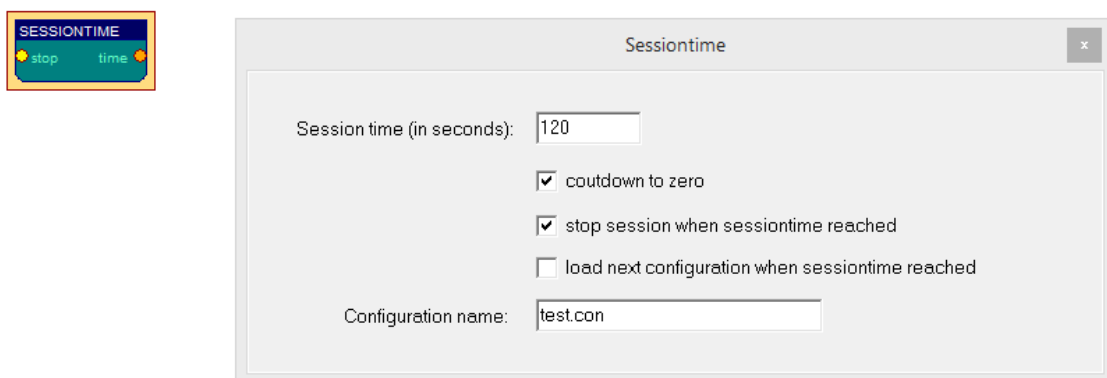 SESSIONTIME
stop time
Sessiontime
x
Session time (in seconds): 120
coutdown to zero
stop session when sessiontime reached
load next configuration when sessiontime reached
Configuration name: test.con